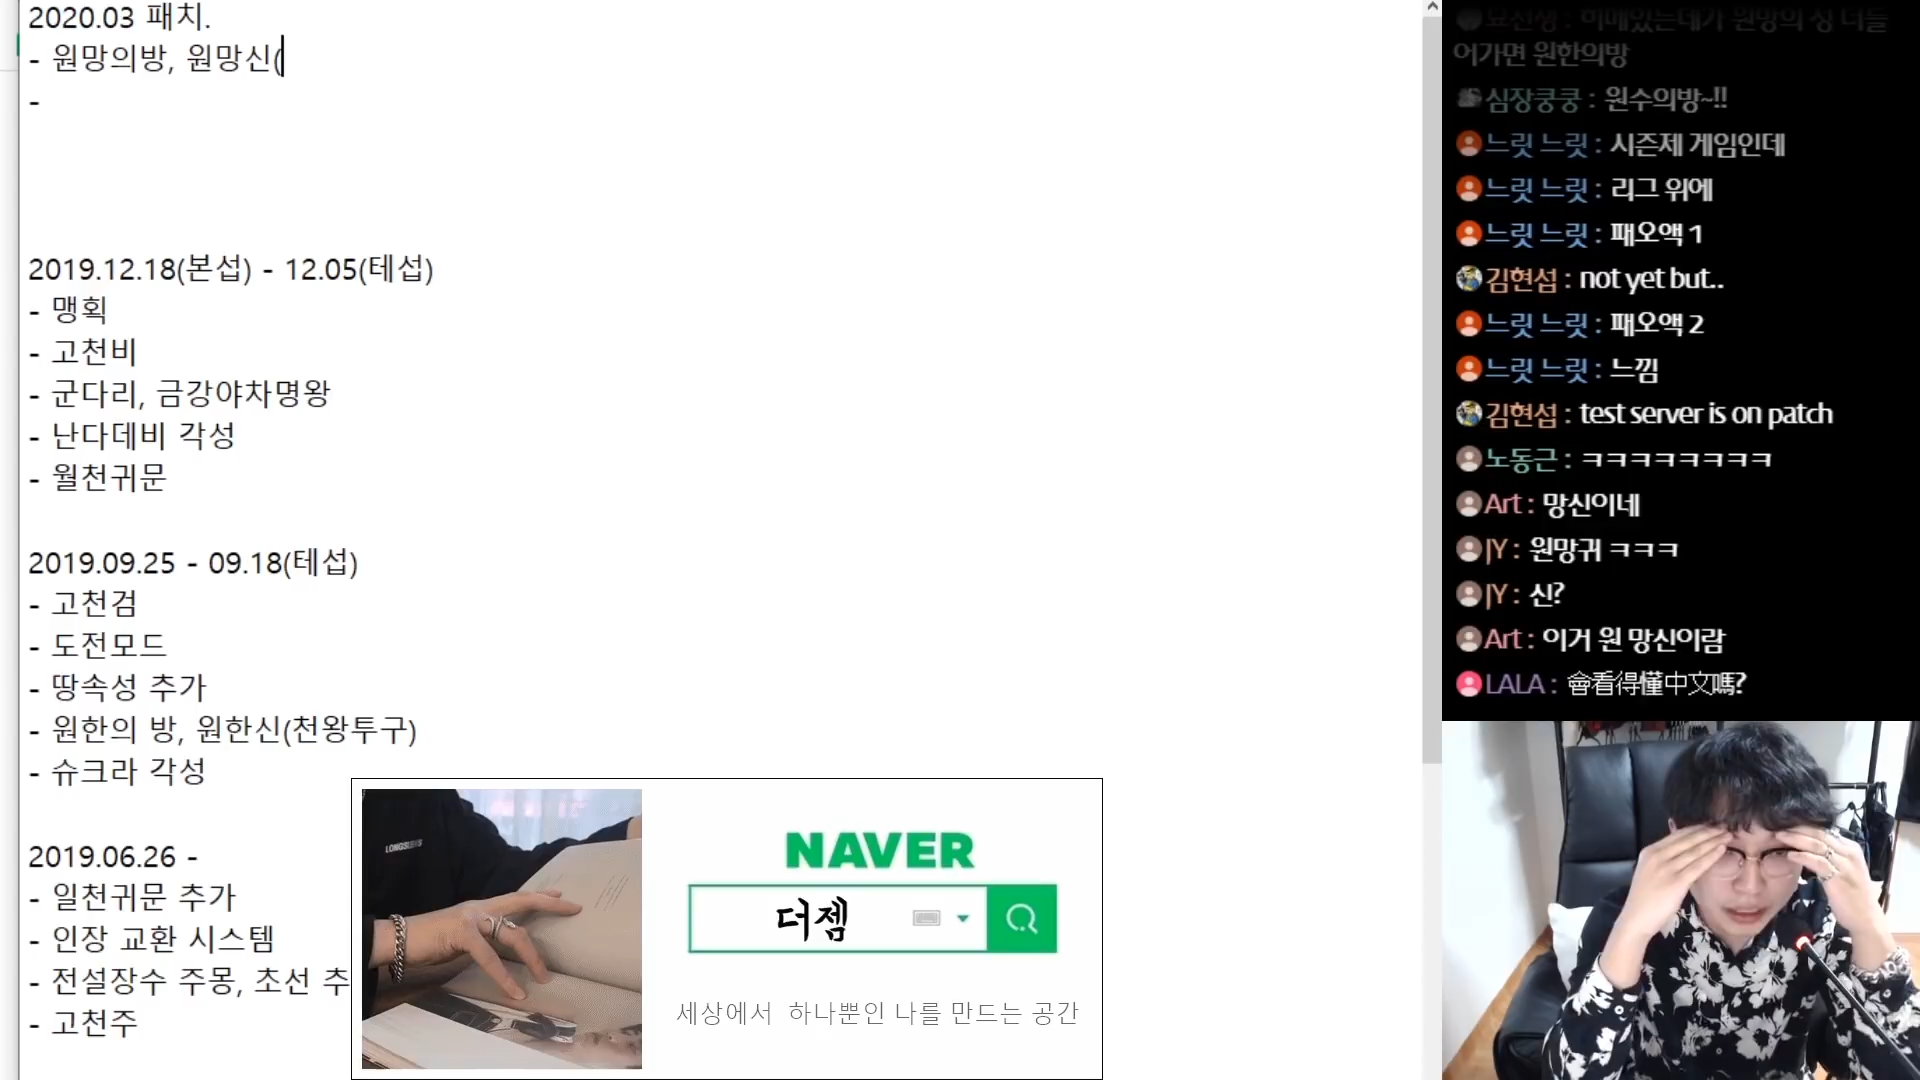 2020.03 패치.
- 원망의방, 원망신(
-
2019.12.18(본섭) - 12.05(테섭)
- 맹획
- 고천비
- 군다리, 금강야차명왕
- 난다데비 각성
- 월천귀문
2019.09.25 - 09.18(테섭)
- 고천검
- 도전모드
- 땅속성 추가
- 원한의 방, 원한신(천왕투구)
- 슈크라 각성
2019.06.26 -
- 일천귀문 추가
- 인장 교환 시스템
- 전설장수 주몽, 초선 추
- 고천주
NAVER
더젬
세상에서 하나뿐인 나를 만드는 공간
어가면 원한의방
심장쿵쿵 : 원수의방~!!
느릿 느릿 : 시즌제 게임인데
느릿 느릿 : 리그 위에
느릿 느릿 : 패오액 1
김현섭 : not yet but..
느릿 느릿 : 패오액 2
느릿 느릿 : 느낌
김현섭 : test server is on patch
노동근 : ㅋㅋㅋㅋㅋㅋㅋㅋ
Art : 망신이네
JY : 원망귀 ㅋㅋㅋ
JY : 신?
Art : 이거 원 망신이람
LALA : 會看得懂中文嗎?